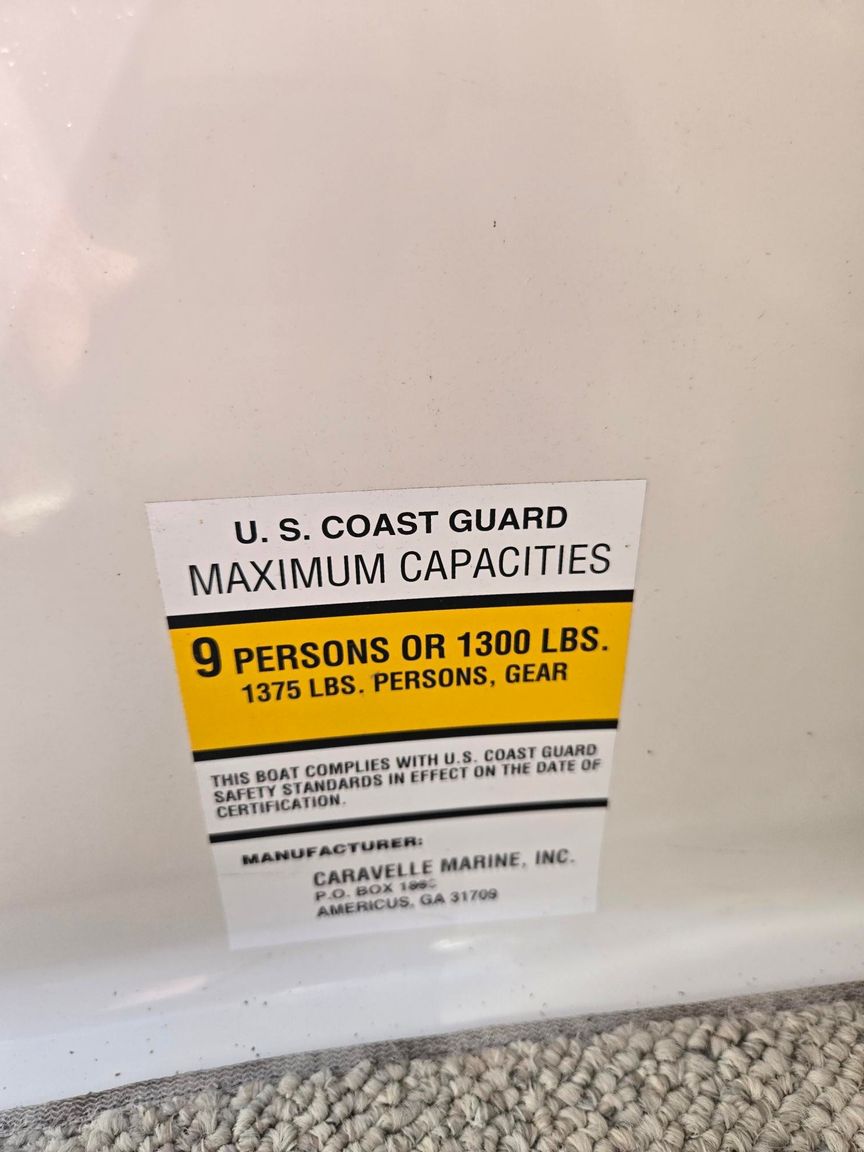 U. S. COAST GUARD
MAXIMUM CAPACITIES
9 PERSONS OR 1300 LBS.
1375 LBS. PERSONS, GEAR
THIS BOAT COMPLIES WITH U.S. COAST GUARD
SAFETY STANDARDS IN EFFECT ON THE DATE OF
CERTIFICATION.
MANUFACTURER:
CARAVELLE MARINE, INC.
P.O. BOX
AMERICUS, GA 31709